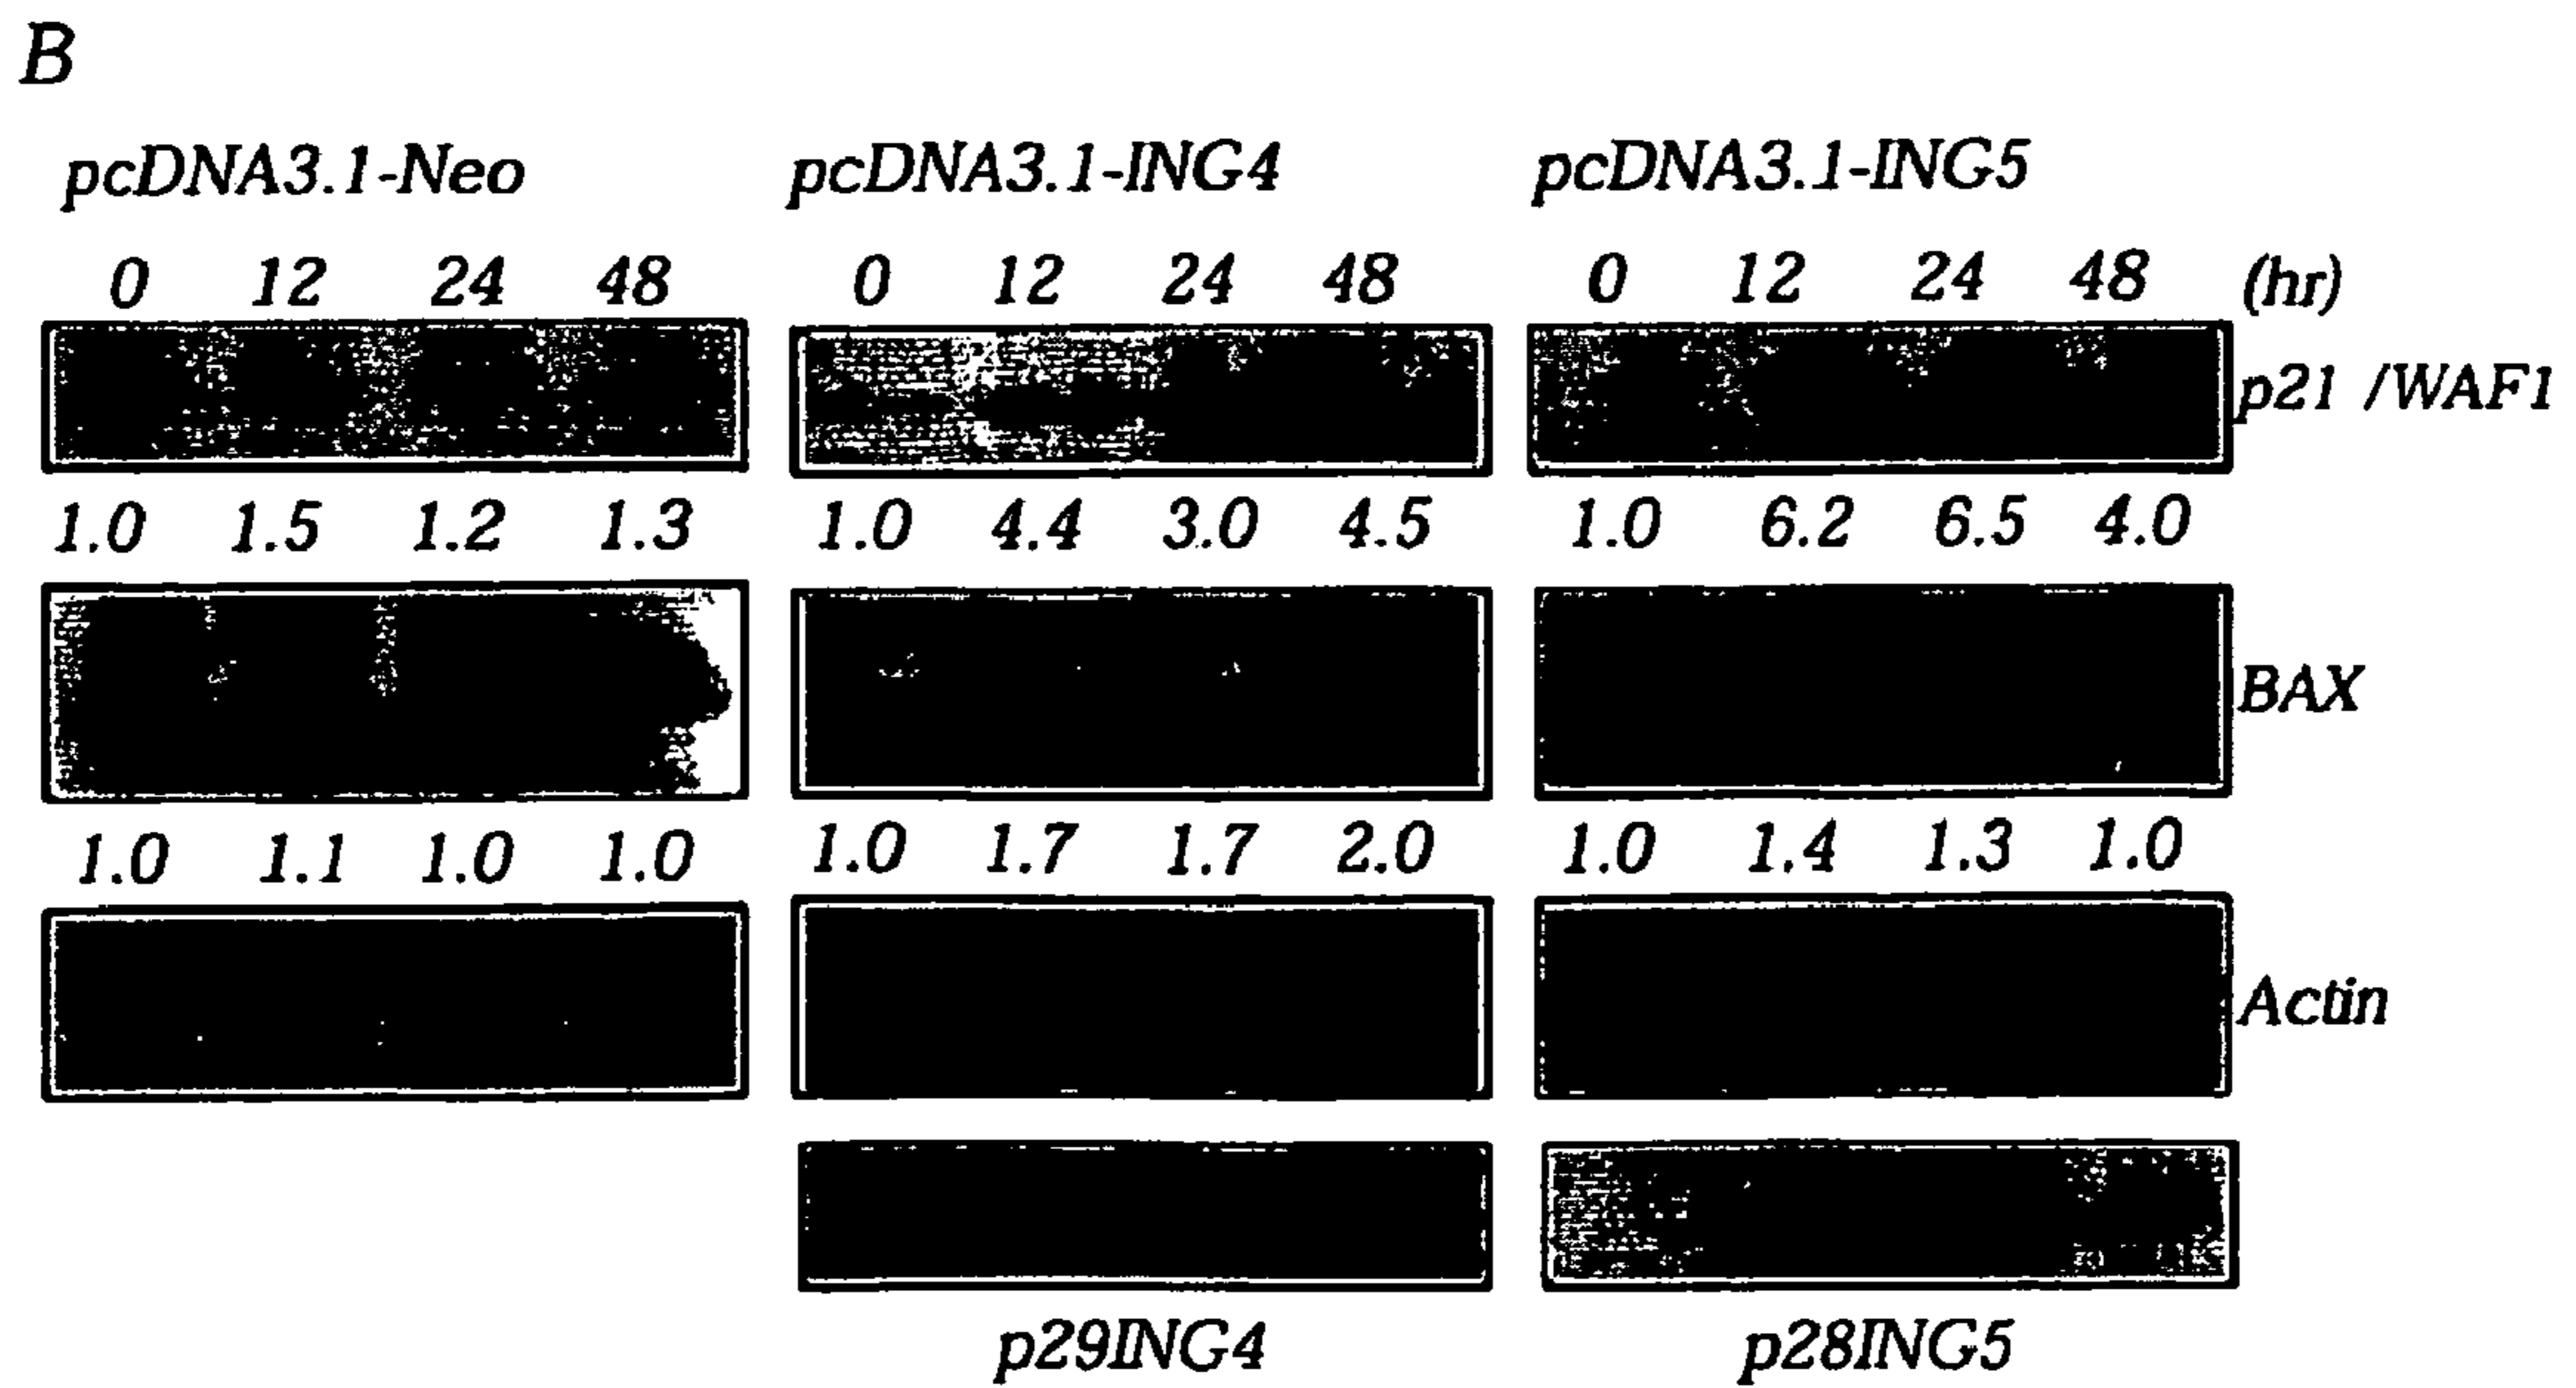 B
pcDNA3.1-Neo pcDNA3.1-ING4 pcDNA3.1-ING5
0 12 24 48 0 12 24 48 0 12 24 48 (hr)
p21 /WAF1
1.0 1.5 1.2 1.3 1.0 4.4 3.0 4.5 1.0 6.2 6.5 4.0
BAX
1.0 1.1 1.0 1.0 1.0 1.7 1.7 2.0 1.0 1.4 1.3 1.0
Actin
p29ING4 p28ING5